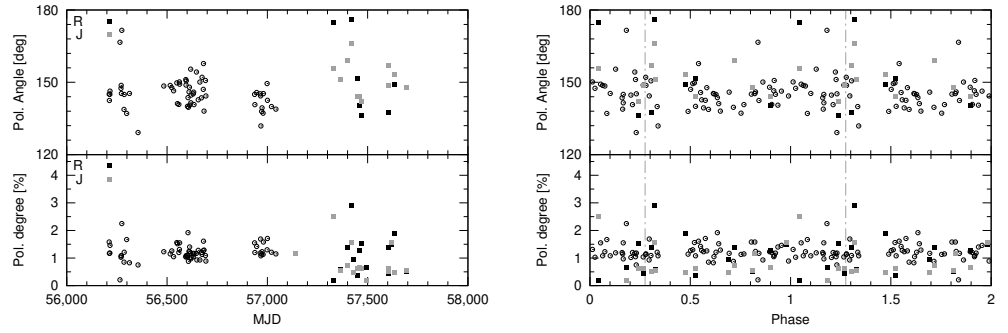 180
R
J
150
Pol. Angle [deg]
120
4
R
J
3
2
1
0
Pol. degree [%]
56,000
56,500
57,000
57,500
58,000
MJD
180
150
Pol. Angle [deg]
120
4
3
2
1
0
Pol. degree [%]
0
0.5
1
1.5
2
Phase